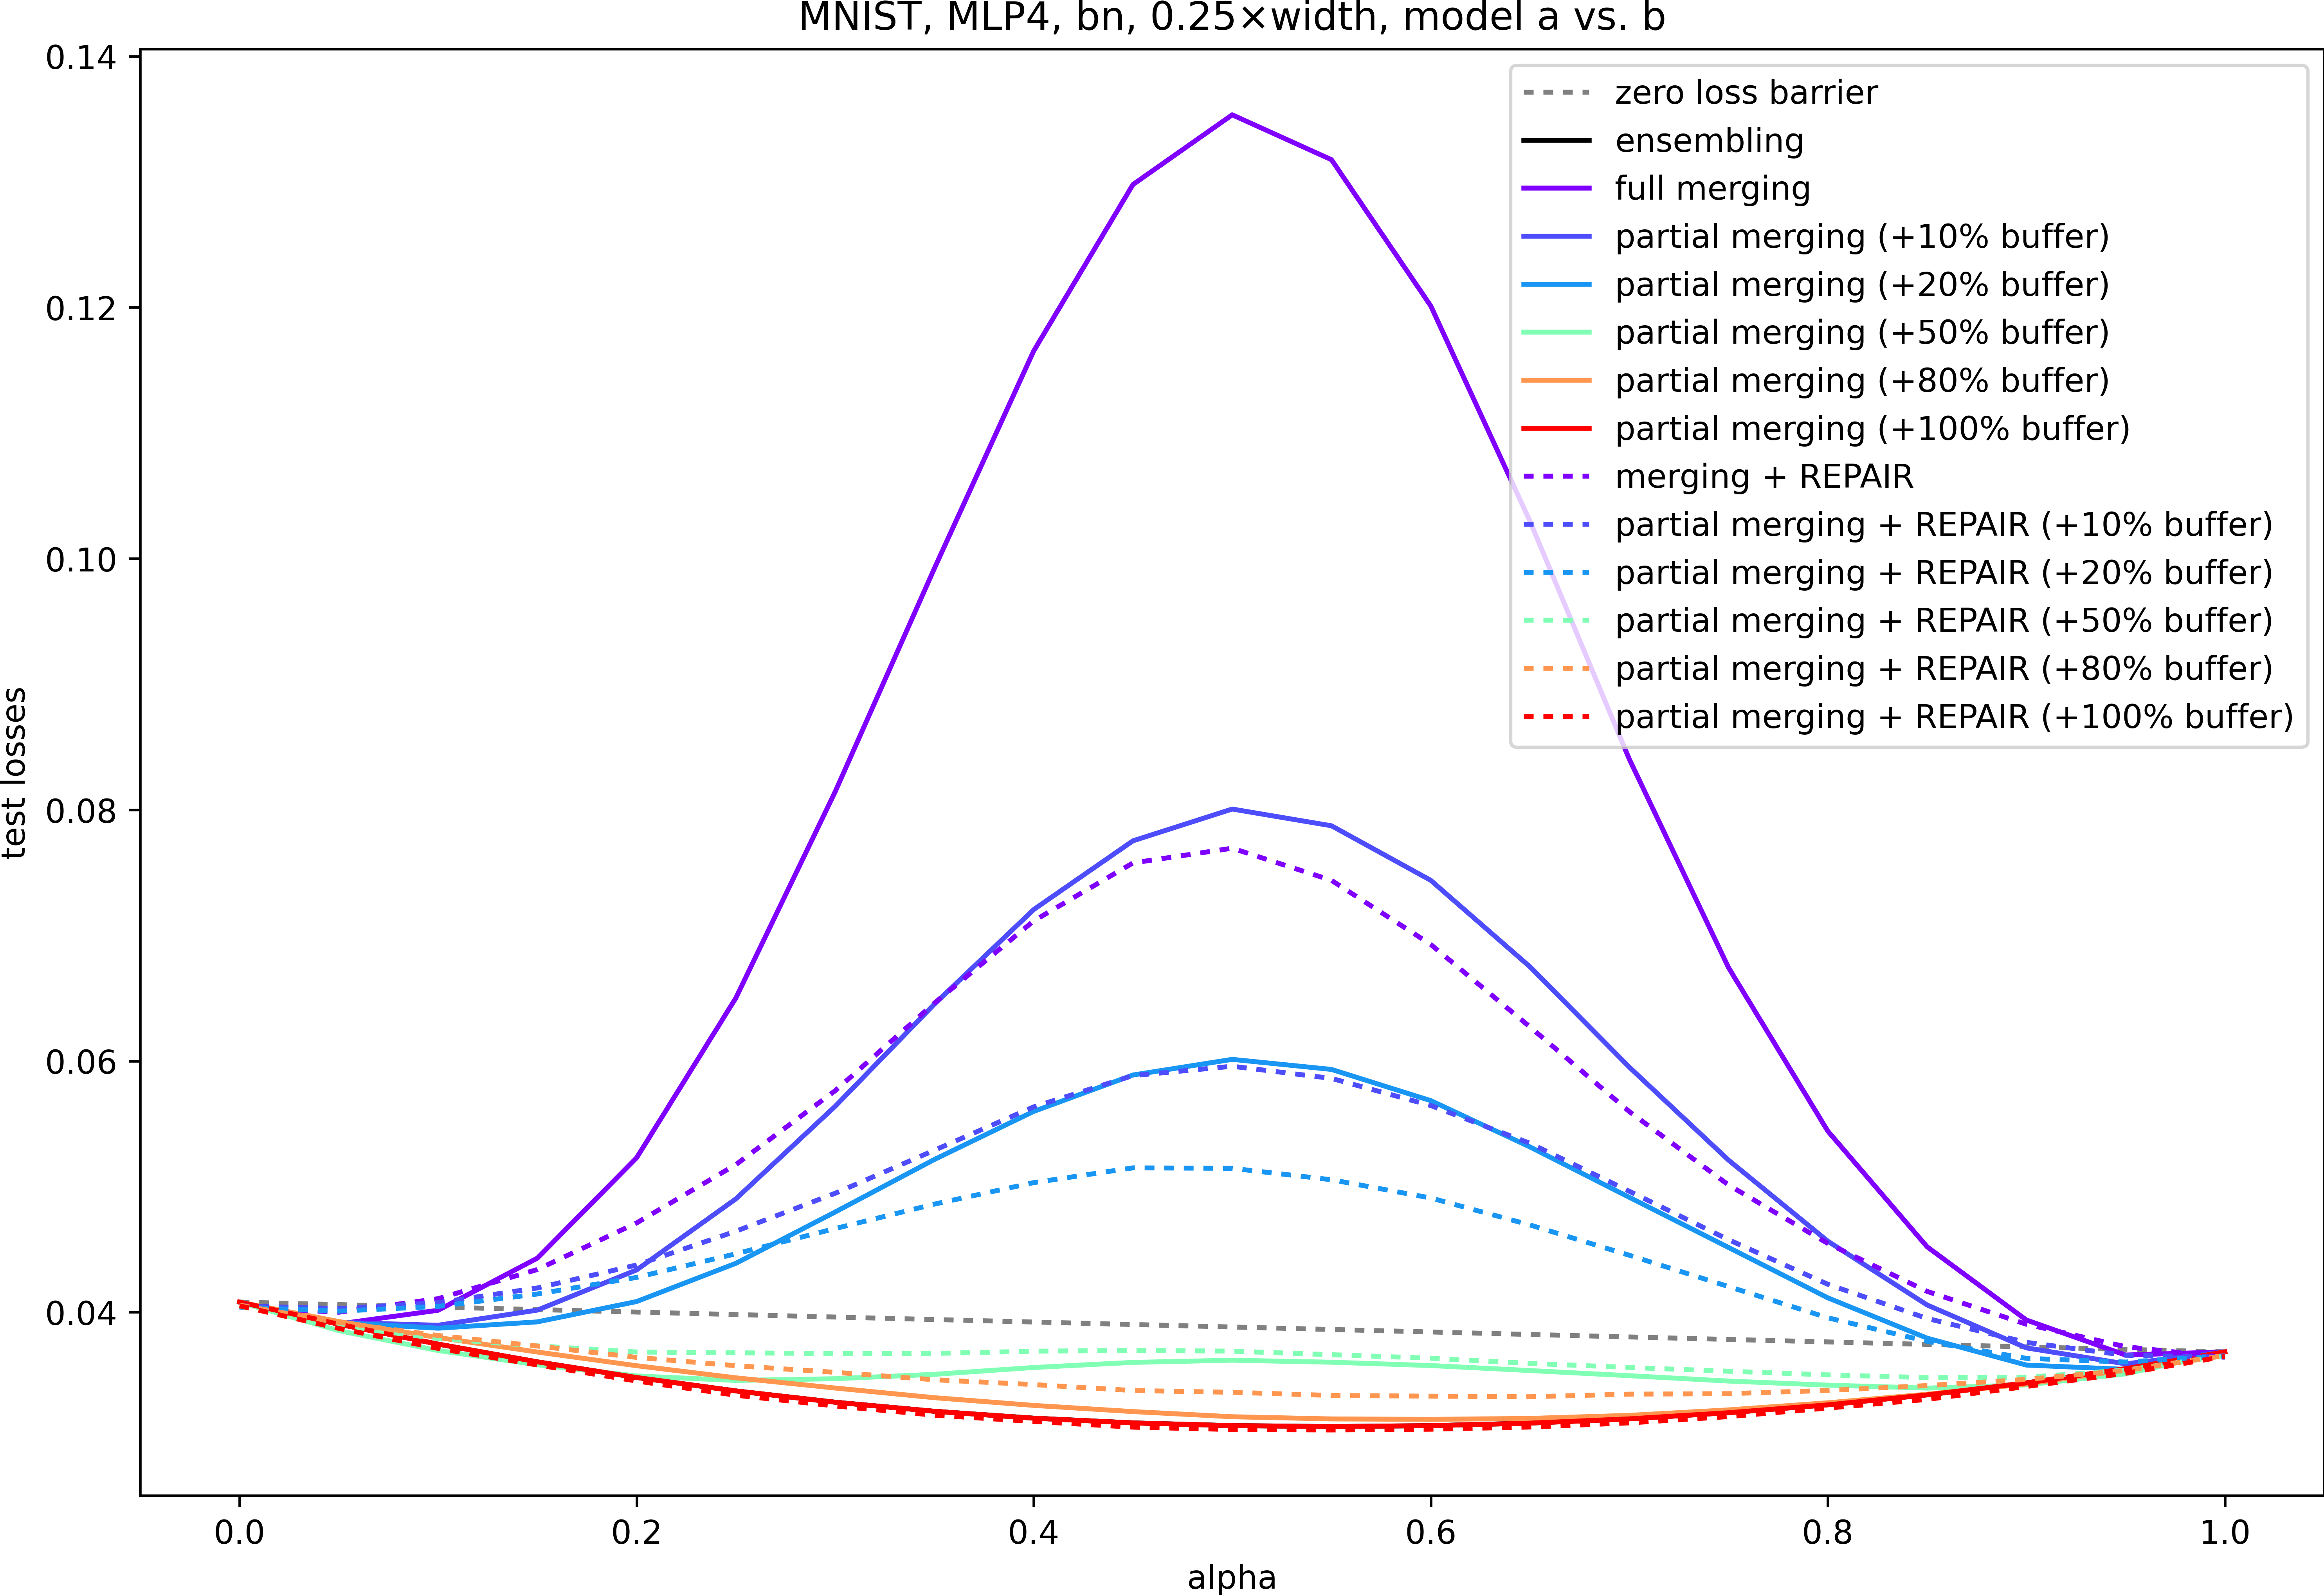 MNIST, MLP4, bn, 0.25×width, model a vs. b
0.14
0.12
0.10
0.08
0.06
0.04
test losses
zero loss barrier
ensembling
full merging
partial merging (+10% buffer)
partial merging (+20% buffer)
partial merging (+50% buffer)
partial merging (+80% buffer)
partial merging (+100% buffer)
merging + REPAIR
partial merging + REPAIR (+10% buffer)
partial merging + REPAIR (+20% buffer)
partial merging + REPAIR (+50% buffer)
partial merging + REPAIR (+80% buffer)
partial merging + REPAIR (+100% buffer)
0.0 0.2 0.4 0.6 0.8 1.0
alpha